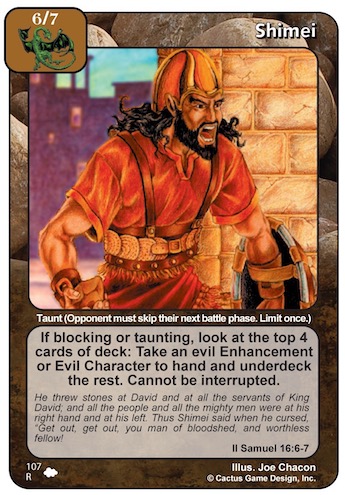 6/7
Shimei
Taunt (Opponent must skip their next battle phase. Limit once.)
If blocking or taunting, look at the top 4
cards of deck: Take an evil Enhancement
or Evil Character to hand and underdeck
the rest. Cannot be interrupted.
He threw stones at David and at all the servants of King
David; and all the people and all the mighty men were at his
right hand and at his left. Thus Shimei said when he cursed,
"Get out, get out, you man of bloodshed, and worthless
fellow!
II Samuel 16:6-7
107
R
Illus. Joe Chacon
© Cactus Game Design, Inc.